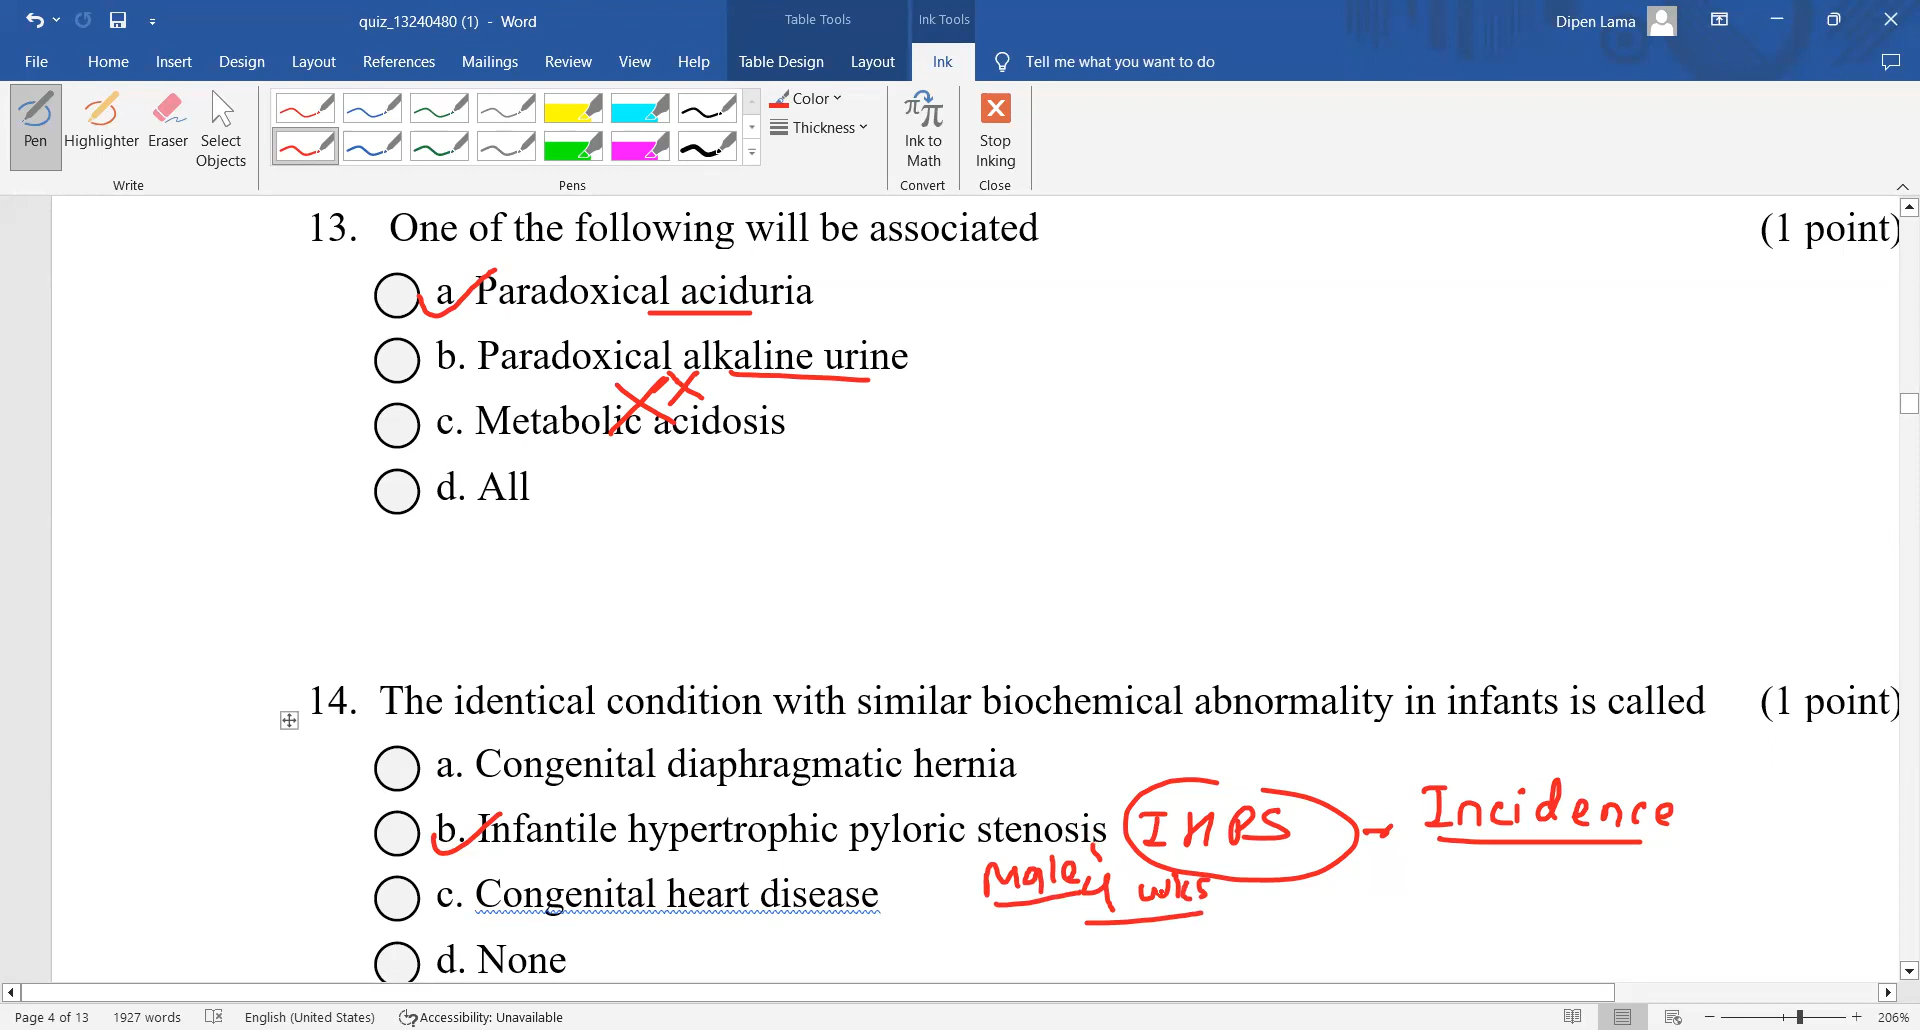 quiz_13240480 (1) - Word
Table Tools
Ink Tools
Dipen Lama
File Home Insert Design Layout References Mailings Review View Help Table Design Layout Ink Tell me what you want to do
Pen
Highlighter
Eraser
Select Objects
Write
Pens
Color
Thickness
Ink to Math
Convert
Stop Inking
Close
13. One of the following will be associated (1 point)
a Paradoxical aciduria
b. Paradoxical alkaline urine
c. Metabolic acidosis
d. All
14. The identical condition with similar biochemical abnormality in infants is called (1 point)
a. Congenital diaphragmatic hernia
b. Infantile hypertrophic pyloric stenosis IHPS Incidence
Male 4 wks
c. Congenital heart disease
d. None
Page 4 of 13 1927 words English (United States) Accessibility: Unavailable 206%